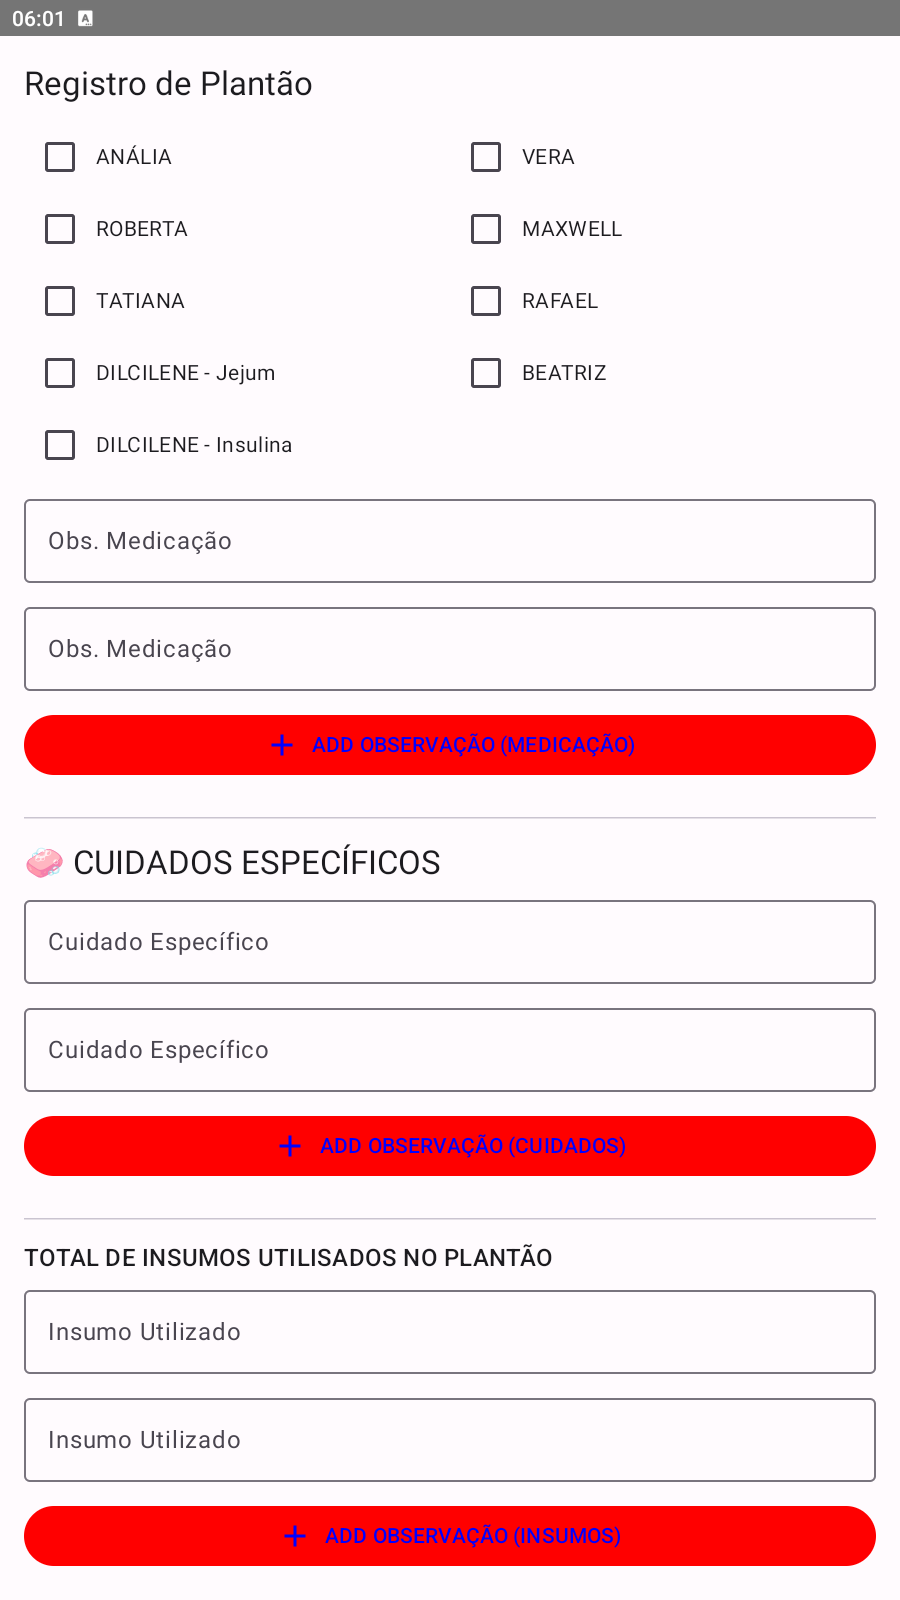 06:01
Registro de Plantão
ANÁLIA
VERA
ROBERTA
MAXWELL
TATIANA
RAFAEL
DILCILENE - Jejum
BEATRIZ
DILCILENE - Insulina
Obs. Medicação
Obs. Medicação
+ ADD OBSERVAÇÃO (MEDICAÇÃO)
🧼 CUIDADOS ESPECÍFICOS
Cuidado Específico
Cuidado Específico
+ ADD OBSERVAÇÃO (CUIDADOS)
TOTAL DE INSUMOS UTILISADOS NO PLANTÃO
Insumo Utilizado
Insumo Utilizado
+ ADD OBSERVAÇÃO (INSUMOS)